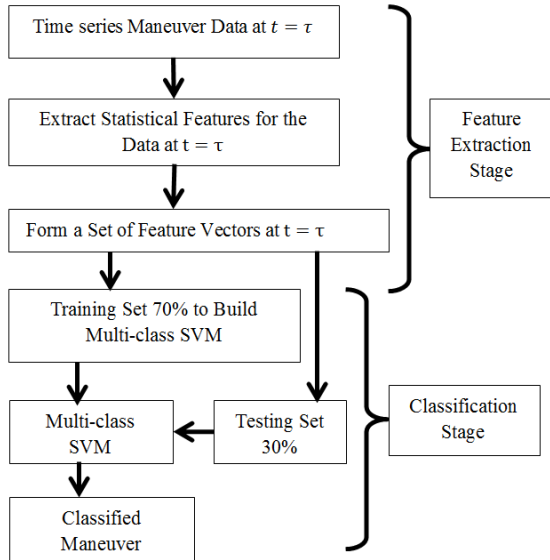 Time series Maneuver Data at t = τ
Extract Statistical Features for the
Data at t = τ
Feature
Extraction
Stage
Form a Set of Feature Vectors at t = τ
Training Set 70% to Build
Multi-class SVM
Multi-class
SVM
Testing Set
30%
Classification
Stage
Classified
Maneuver